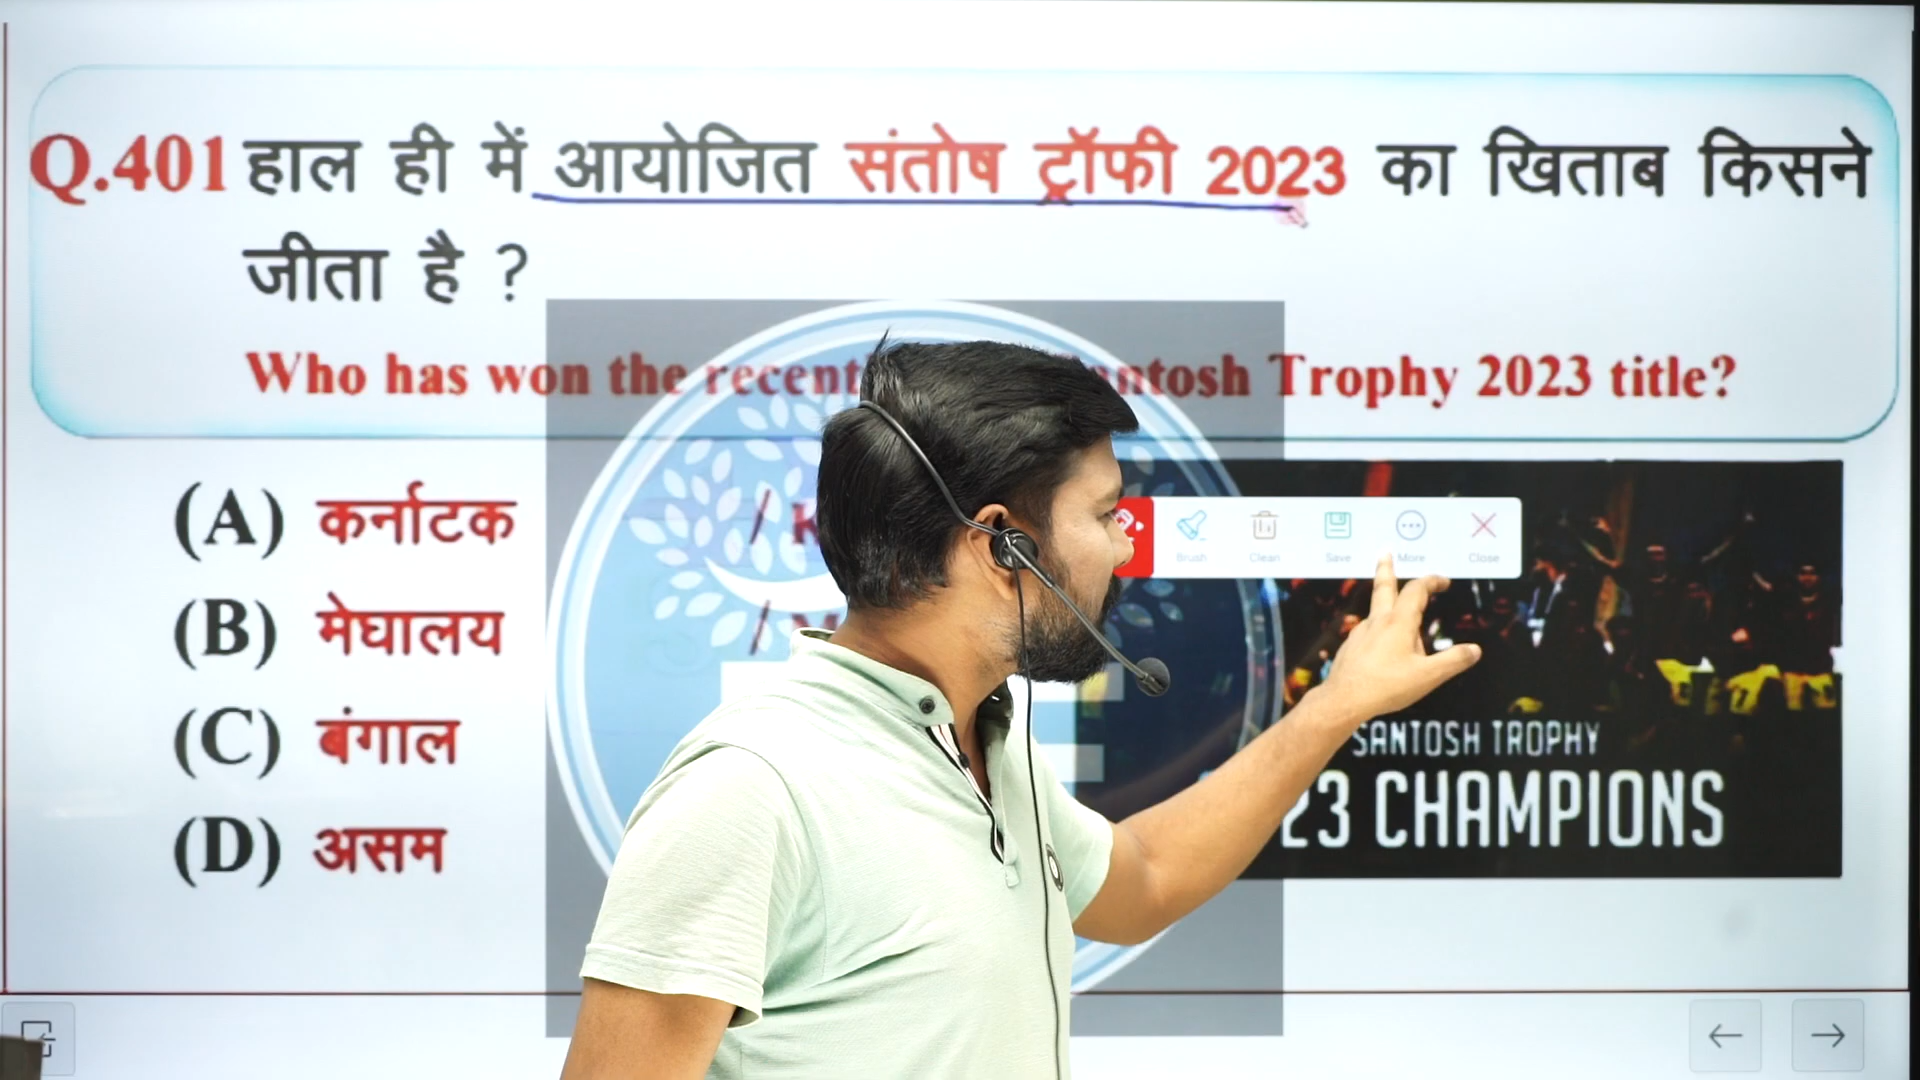 Q.401 हाल ही में आयोजित संतोष ट्रॉफी 2023 का खिताब किसने
जीता है ?
Who has won the recent Santosh Trophy 2023 title?
(A) कर्नाटक / K
(B) मेघालय / M
(C) बंगाल
(D) असम
Brush Clean Save More Close
SANTOSH TROPHY
23 CHAMPIONS